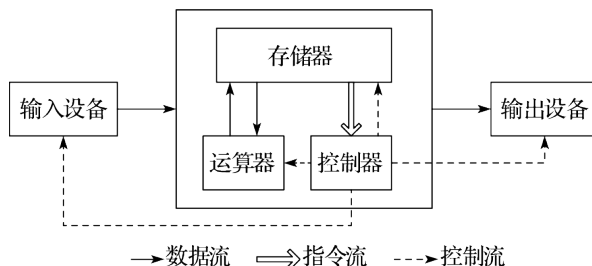 存储器
输入设备
输出设备
运算器
控制器
数据流
指令流
控制流